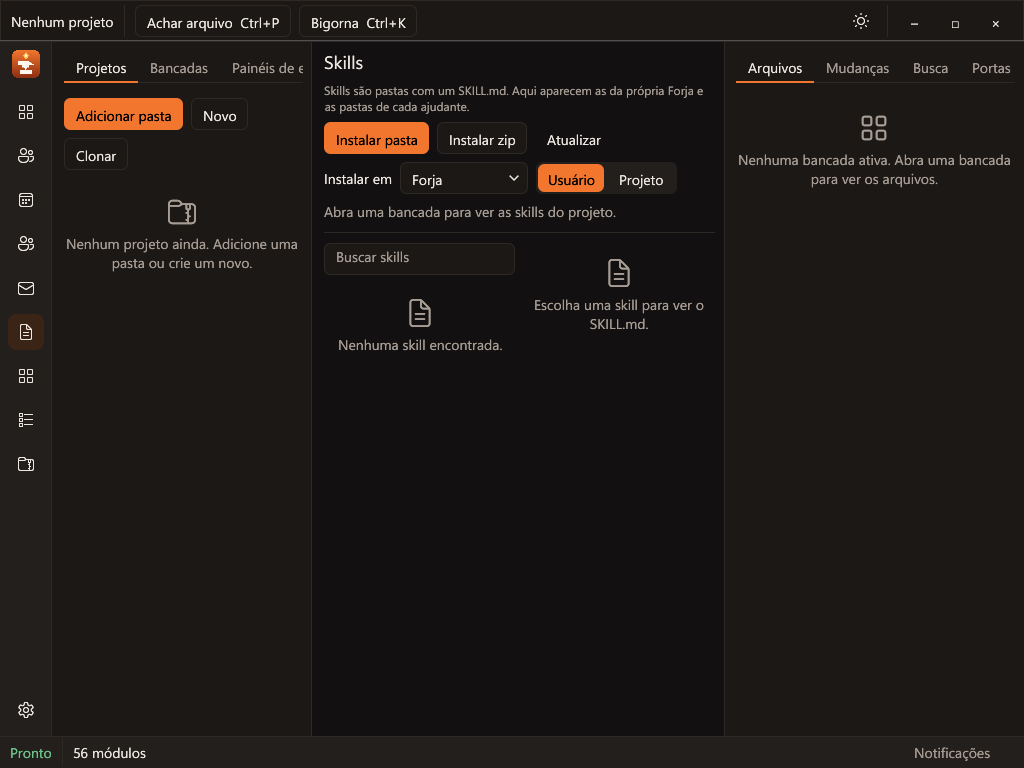 Nenhum projeto
Achar arquivo Ctrl+P
Bigorna Ctrl+K
Projetos
Bancadas
Painéis de e
Adicionar pasta
Novo
Clonar
Nenhum projeto ainda. Adicione uma
pasta ou crie um novo.
Skills
Skills são pastas com um SKILL.md. Aqui aparecem as da própria Forja e
as pastas de cada ajudante.
Instalar pasta
Instalar zip
Atualizar
Instalar em
Forja
Usuário
Projeto
Abra uma bancada para ver as skills do projeto.
Buscar skills
Nenhuma skill encontrada.
Escolha uma skill para ver o
SKILL.md.
Arquivos
Mudanças
Busca
Portas
Nenhuma bancada ativa. Abra uma bancada
para ver os arquivos.
Pronto
56 módulos
Notificações